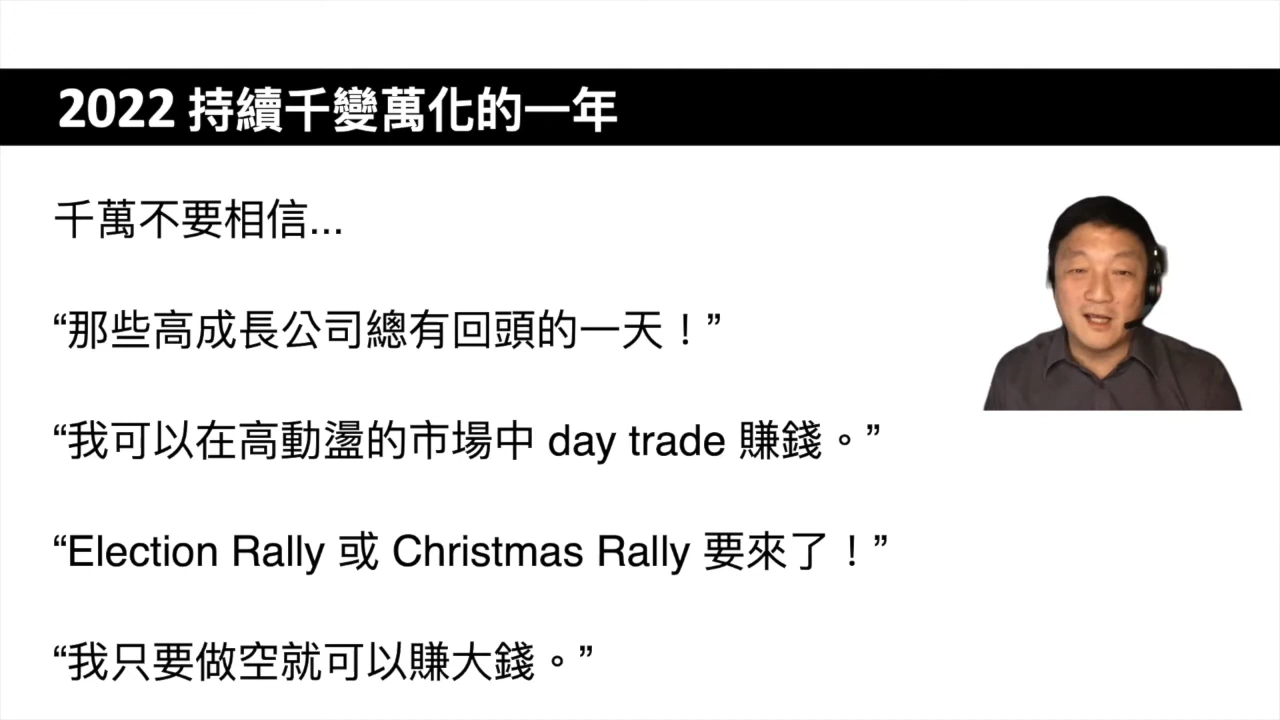 2022 持續千變萬化的一年
千萬不要相信...
“那些高成長公司總有回頭的一天！”
“我可以在高動盪的市場中 day trade 賺錢。”
“Election Rally 或 Christmas Rally 要來了！”
“我只要做空就可以賺大錢。”